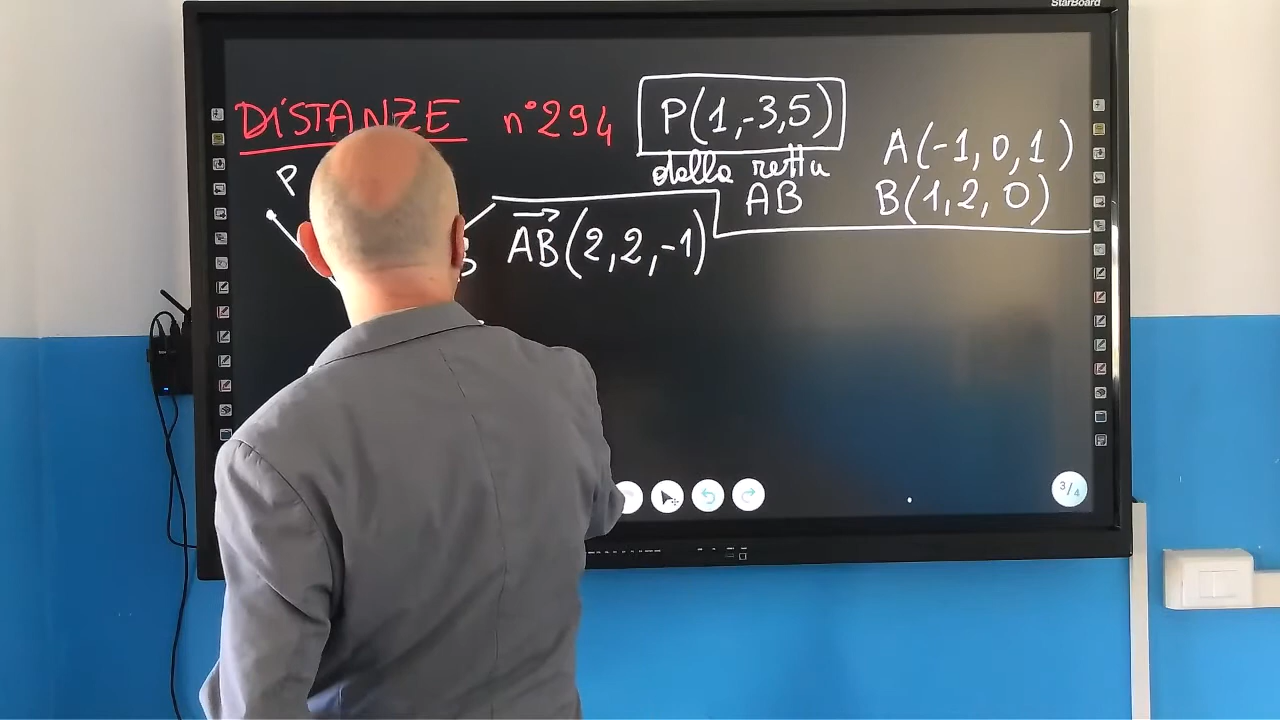 StarBoard
DISTANZE n°294 P(1,-3,5)
dalla retta
AB
A(-1,0,1)
B(1,2,0)
P
B
AB(2,2,-1)
3/4